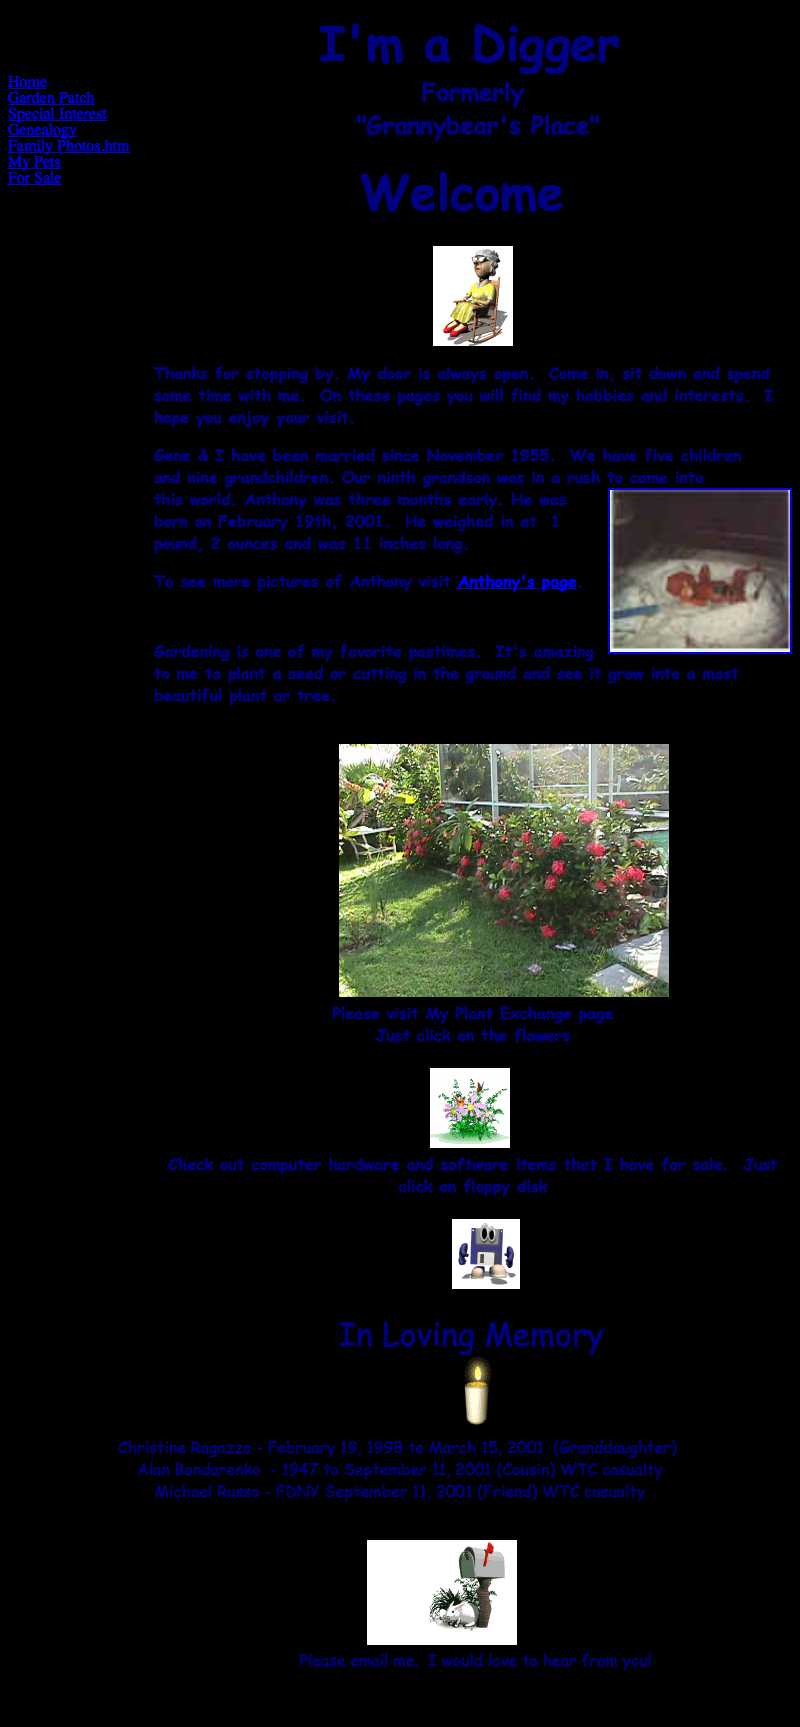 I'm a Digger
Formerly
"Grannybear's Place"
Home
Garden Patch
Special Interest
Genealogy
Family Photos.htm
My Pets
For Sale
Welcome
Thanks for stopping by. My door is always open. Come in, sit down and spend
some time with me. On these pages you will find my hobbies and interests. I
hope you enjoy your visit.
Gene & I have been married since November 1955. We have five children
and nine grandchildren. Our ninth grandson was in a rush to come into
this world. Anthony was three months early. He was
born on February 19th, 2001. He weighed in at 1
pound, 2 ounces and was 11 inches long.
To see more pictures of Anthony visit Anthony's page.
Gardening is one of my favorite pastimes. It's amazing
to me to plant a seed or cutting in the ground and see it grow into a most
beautiful plant or tree.
Please visit My Plant Exchange page
Just click on the flowers
Check out computer hardware and software items that I have for sale. Just
click on floppy disk
In Loving Memory
Christine Ragazzo - February 19, 1998 to March 15, 2001 (Granddaughter)
Alan Bondarenko - 1947 to September 11, 2001 (Cousin) WTC casualty
Michael Russo - FDNY September 11, 2001 (Friend) WTC casualty
Please email me. I would love to hear from you!